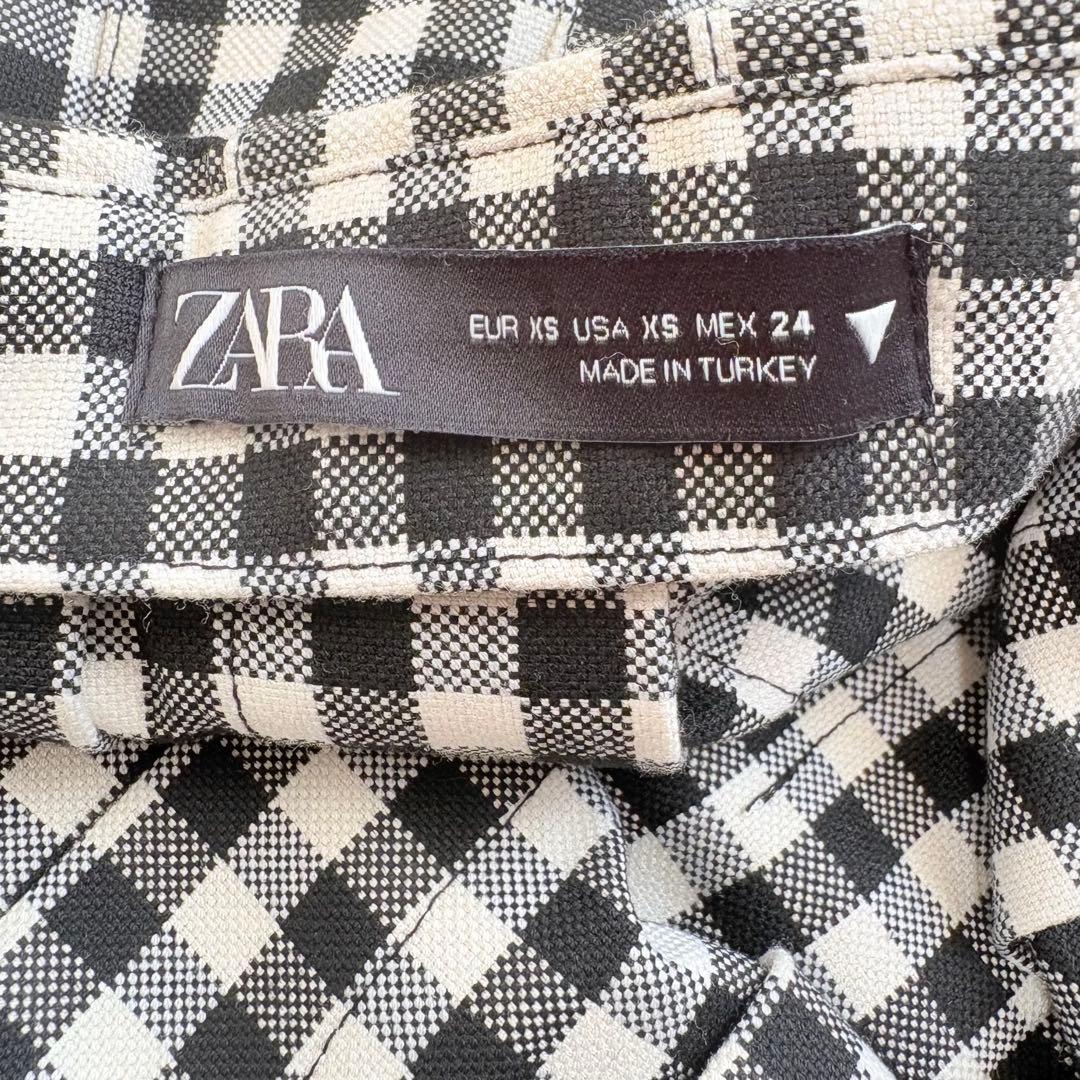 ZARA
EUR XS USA XS MEX 24
MADE IN TURKEY